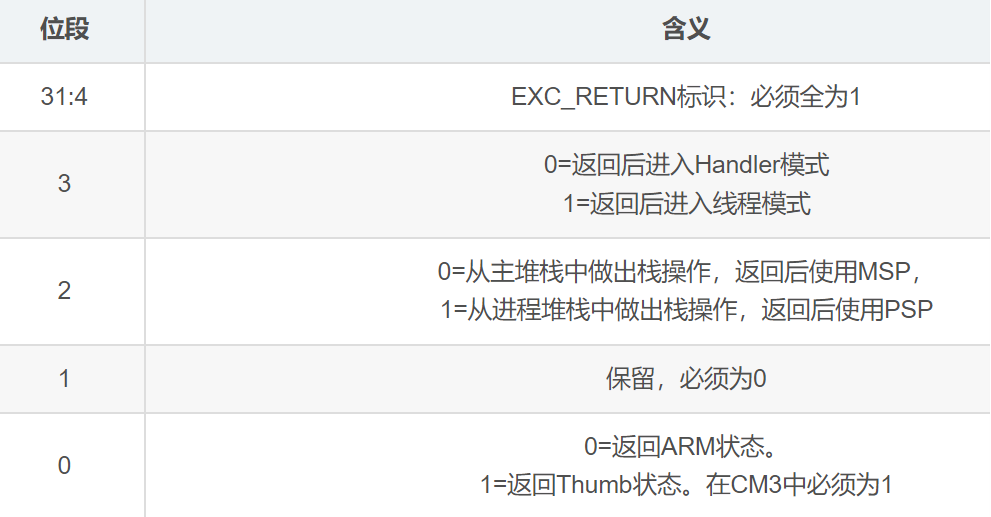 位段 含义
31:4 EXC_RETURN标识：必须全为1
3
0=返回后进入Handler模式
1=返回后进入线程模式
2
0=从主堆栈中做出栈操作，返回后使用MSP，
1=从进程堆栈中做出栈操作，返回后使用PSP
1 保留，必须为0
0
0=返回ARM状态。
1=返回Thumb状态。在CM3中必须为1